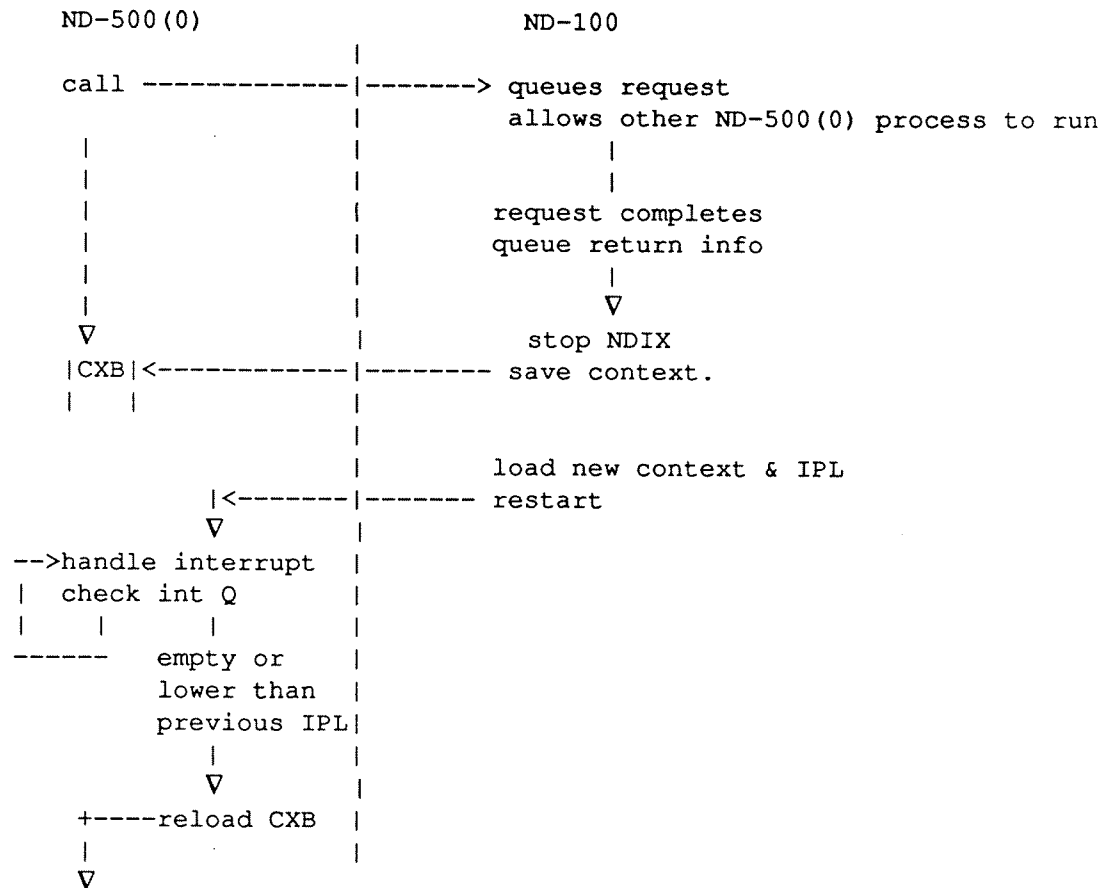 ND-500(0) ND-100
call queues request
allows other ND-500(0) process to run
request completes
queue return info
stop NDIX
CXB save context.
load new context & IPL
restart
handle interrupt
check int Q
empty or
lower than
previous IPL
reload CXB